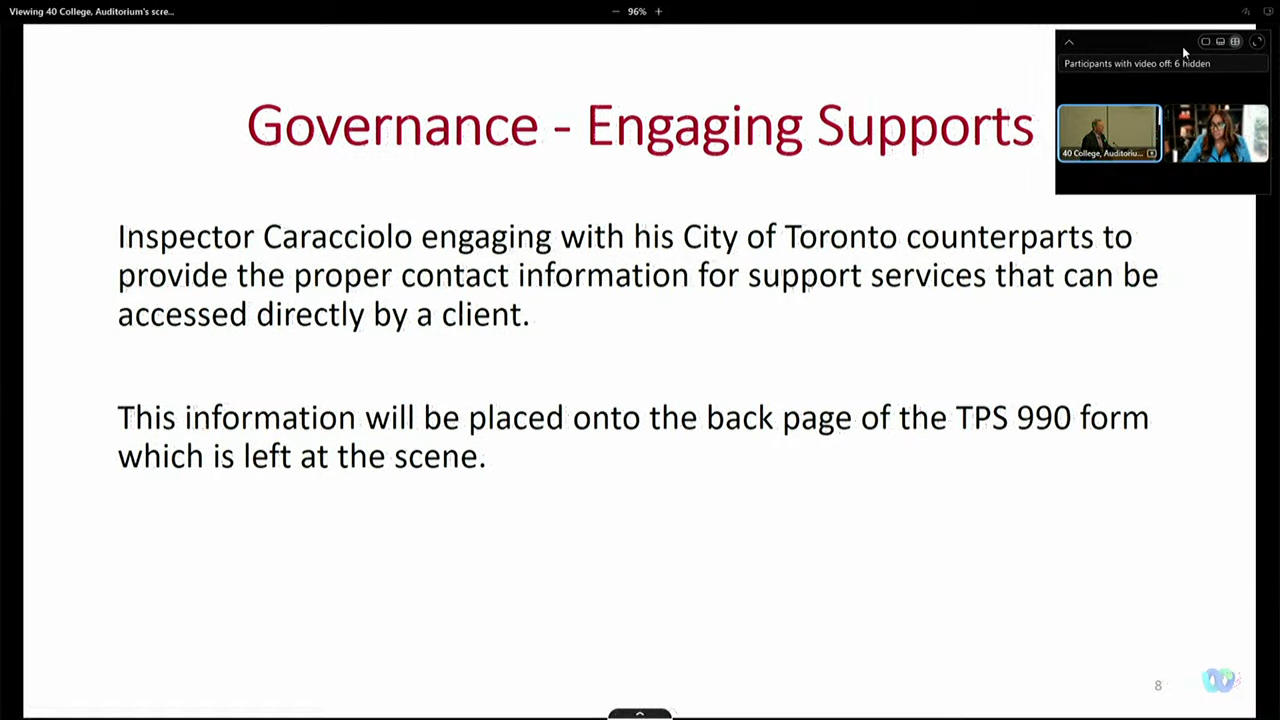 Viewing 40 College, Auditorium's scre...
96%
Participants with video off: 6 hidden
40 College, Auditoriu...
Governance - Engaging Supports
Inspector Caracciolo engaging with his City of Toronto counterparts to
provide the proper contact information for support services that can be
accessed directly by a client.
This information will be placed onto the back page of the TPS 990 form
which is left at the scene.
8